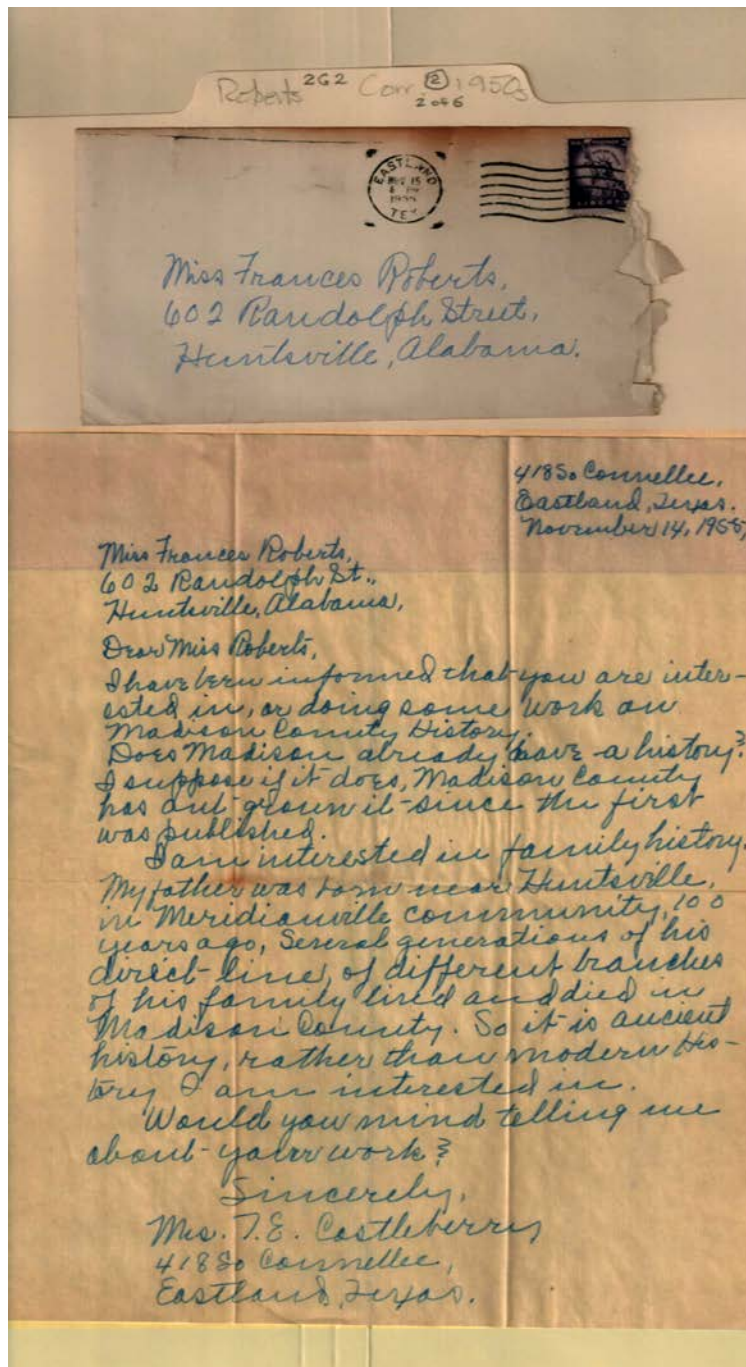 Roberts 2G2 Corr ② 1950s
2 of 6
EASTLAND
NOV 15
1955
TEX
Miss Frances Roberts,
602 Randolph Street,
Huntsville, Alabama.
418 So Connellee,
Eastland, Texas.
November 14, 1955,
Miss Frances Roberts,
602 Randolph St.,
Huntsville, Alabama,
Dear Miss Roberts,
I have been informed that you are inter-
ested in, or doing some work on
Madison County History.
Does Madison already have a history?
I suppose if it does, Madison County
has out-grown it since the first
was published.
I am interested in family history.
My father was born near Huntsville,
in Meridianville community, 100
years ago, Several generations of his
direct line, of different branches
of his family lived and died in
Madison County. So it is ancient
history, rather than modern his-
tory I am interested in.
Would you mind telling me
about your work?
Sincerely,
Mrs. T. E. Castleberry
418 So Connellee,
Eastland, Texas.